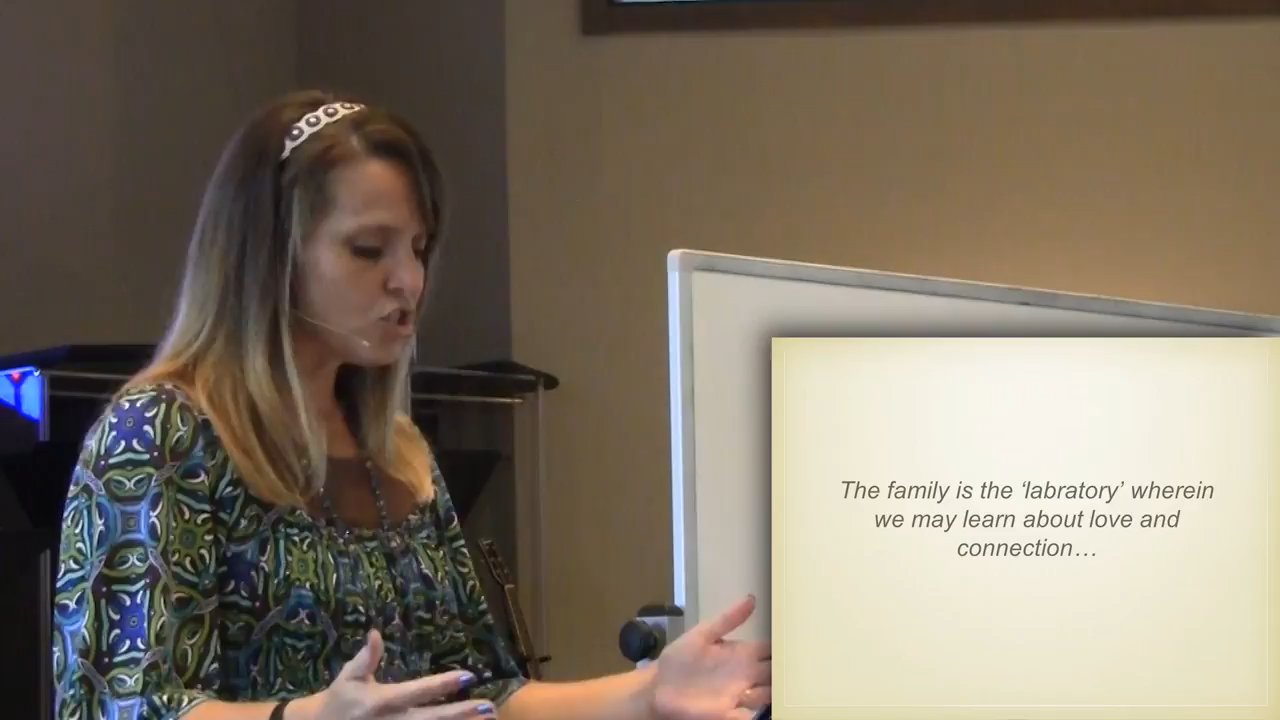 The family is the ‘labratory’ wherein
we may learn about love and
connection…